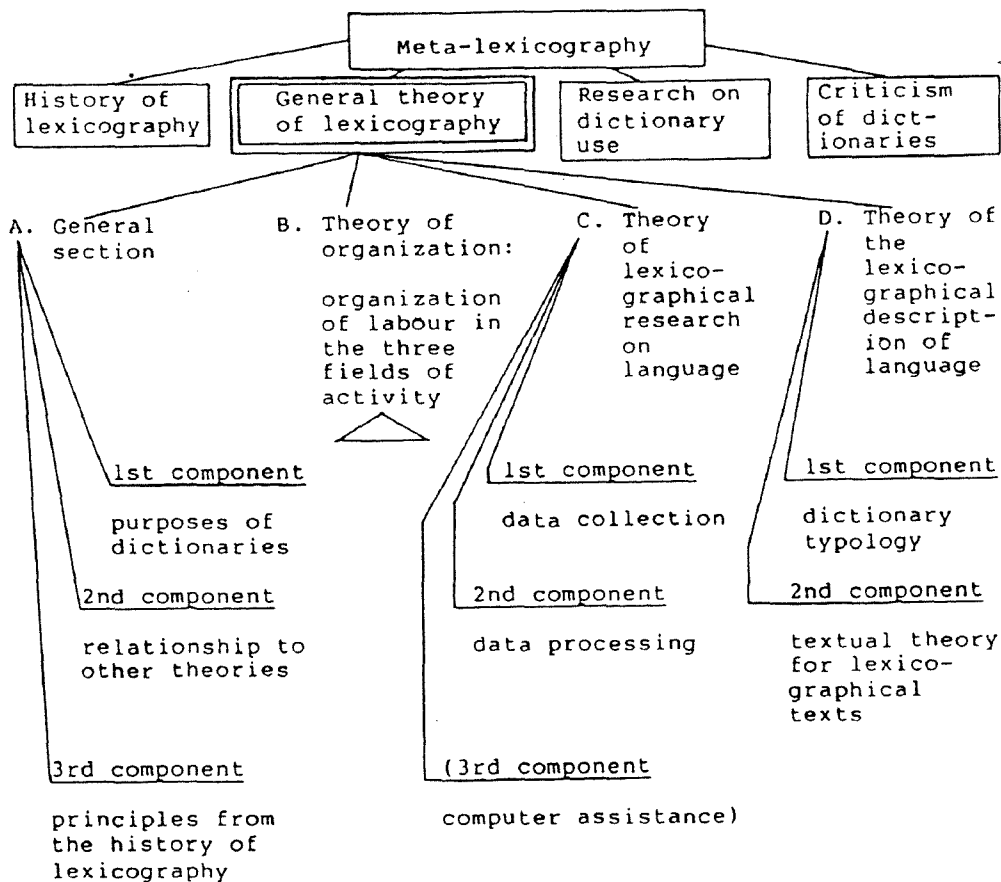 Meta-lexicography
History of
lexicography
General theory
of lexicography
Research on
dictionary
use
Criticism
of dict-
ionaries
A. General
section
B. Theory of
organization:
organization
of labour in
the three
fields of
activity
C. Theory
of
lexico-
graphical
research
on
language
D. Theory of
the
lexico-
graphical
descript-
ion of
language
1st component
purposes of
dictionaries
2nd component
relationship to
other theories
3rd component
principles from
the history of
lexicography
1st component
data collection
2nd component
data processing
(3rd component
computer assistance)
1st component
dictionary
typology
2nd component
textual theory
for lexico-
graphical
texts